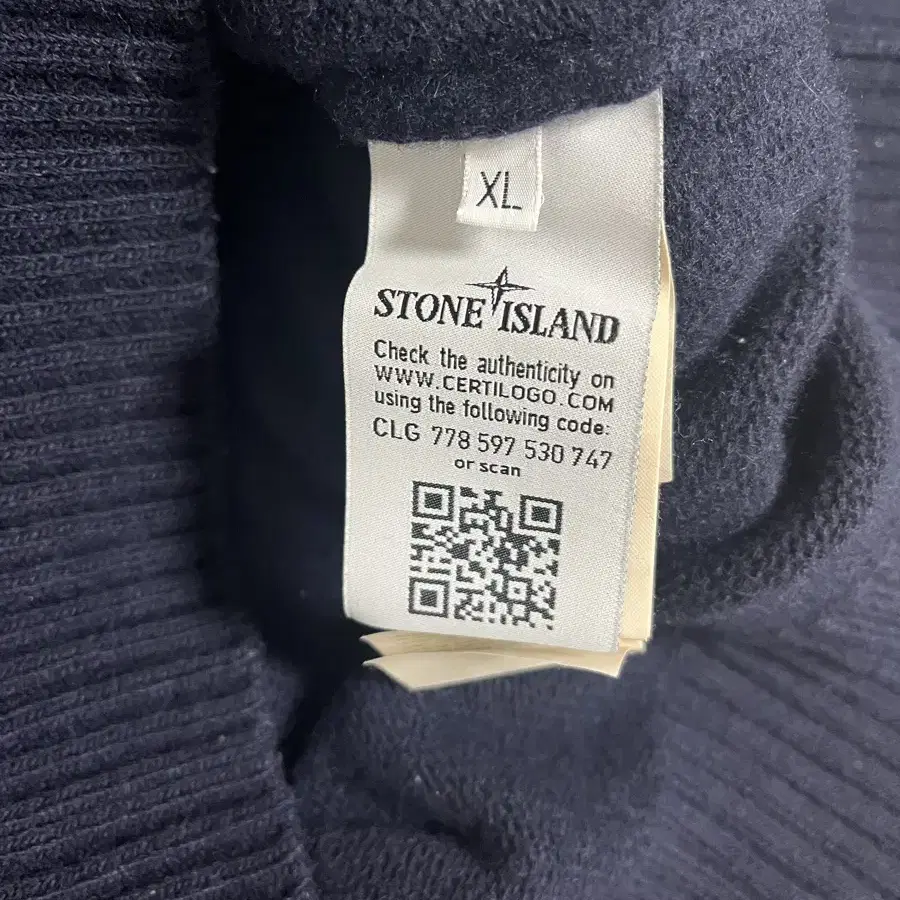 XL
STONE ISLAND
Check the authenticity on
WWW.CERTILOGO.COM
using the following code:
CLG 778 597 530 747
or scan